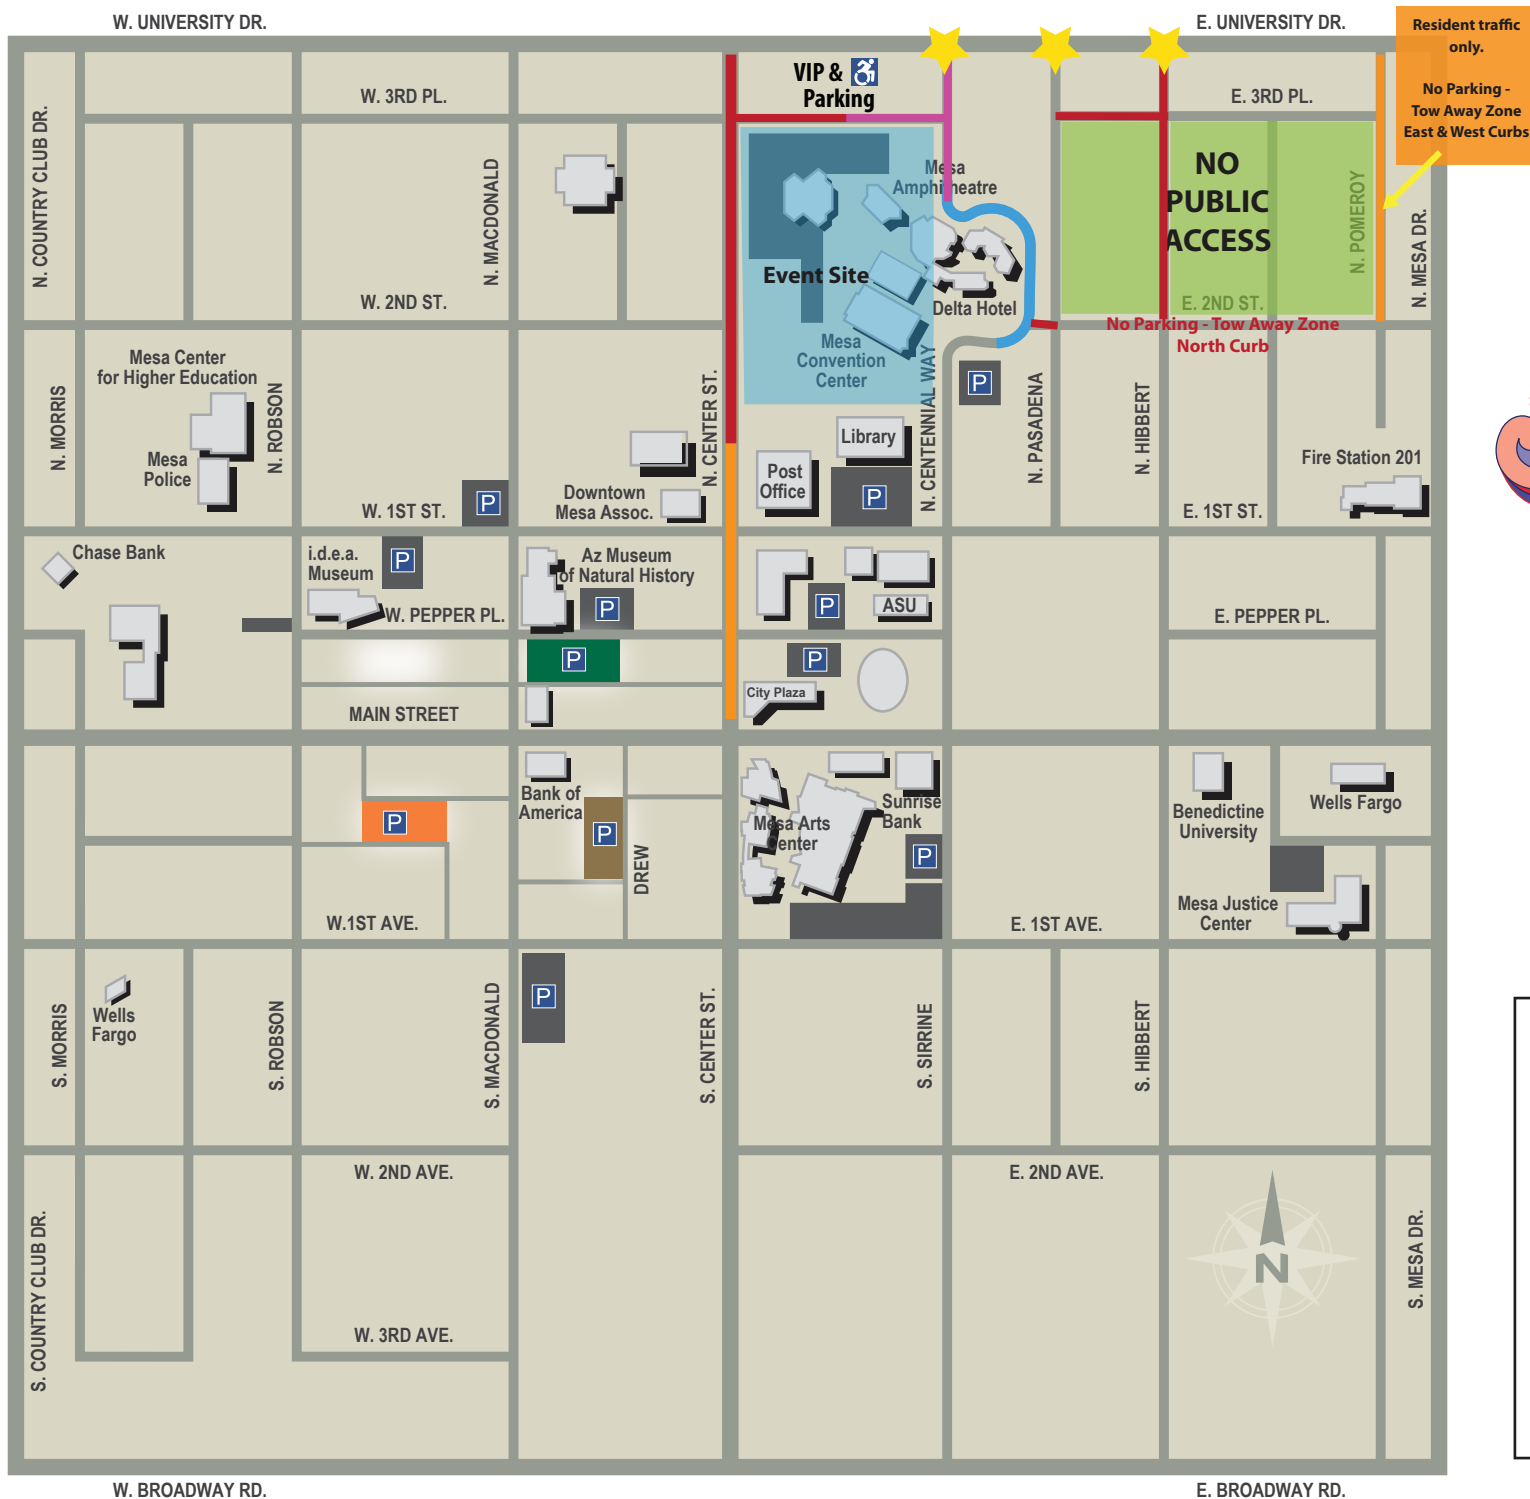 W. UNIVERSITY DR.
E. UNIVERSITY DR.
Resident traffic
only.
No Parking -
Tow Away Zone
East & West Curbs
VIP &
Parking
W. 3RD PL.
E. 3RD PL.
N. COUNTRY CLUB DR.
N. MACDONALD
Mesa
Amphitheatre
NO
PUBLIC
ACCESS
N. POMEROY
N. MESA DR.
Event Site
W. 2ND ST.
E. 2ND ST.
Delta Hotel
No Parking - Tow Away Zone
North Curb
Mesa
Convention
Center
Mesa Center
for Higher Education
N. MORRIS
N. ROBSON
N. CENTER ST.
N. CENTENNIAL WAY
P
N. PASADENA
N. HIBBERT
Mesa
Police
Library
Post
Office
P
Fire Station 201
W. 1ST ST.
P
Downtown
Mesa Assoc.
E. 1ST ST.
Chase Bank
i.d.e.a.
Museum
P
Az Museum
of Natural History
P
P
ASU
W. PEPPER PL.
E. PEPPER PL.
P
P
City Plaza
MAIN STREET
Bank of
America
P
P
DREW
Mesa Arts
Center
Sunrise
Bank
P
Benedictine
University
Wells Fargo
W.1ST AVE.
E. 1ST AVE.
Mesa Justice
Center
Wells
Fargo
P
S. MORRIS
S. ROBSON
S. MACDONALD
S. CENTER ST.
S. SIRRINE
S. HIBBERT
W. 2ND AVE.
E. 2ND AVE.
S. COUNTRY CLUB DR.
N
S. MESA DR.
W. 3RD AVE.
W. BROADWAY RD.
E. BROADWAY RD.